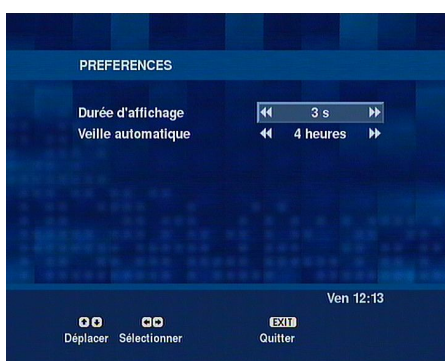 PREFERENCES
Durée d'affichage 3 s
Veille automatique 4 heures
Ven 12:13
EXIT
Déplacer Sélectionner Quitter